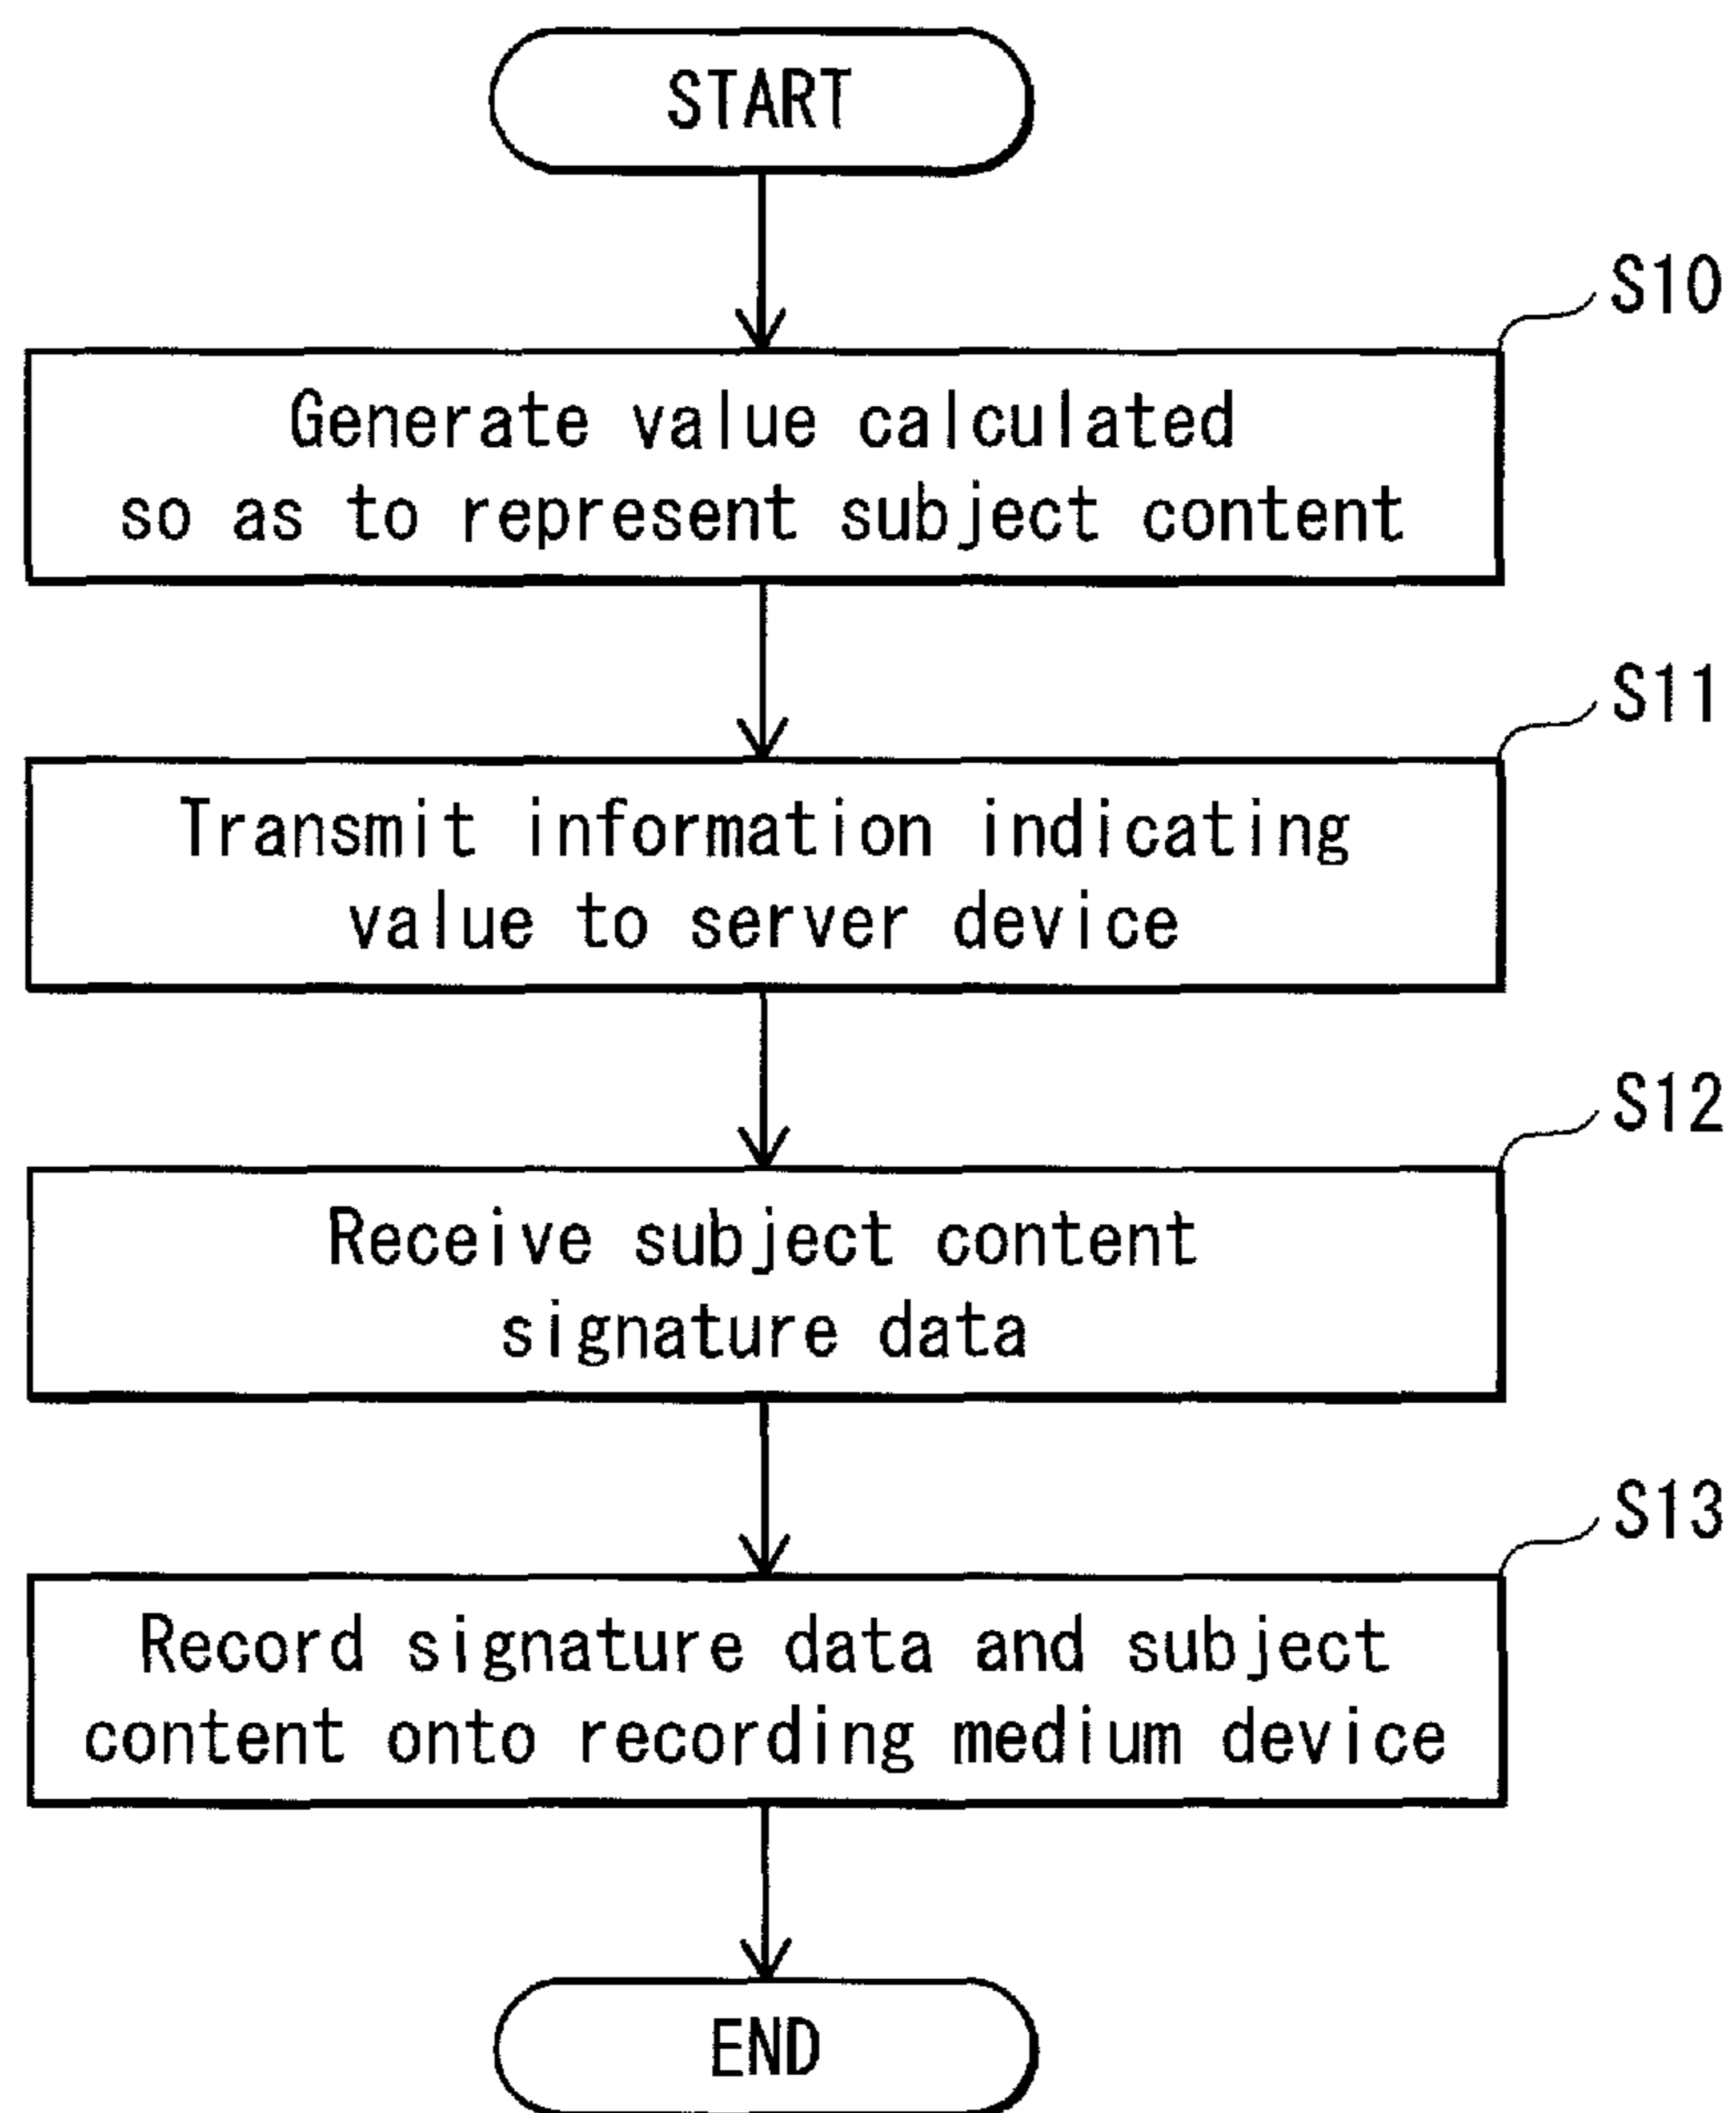 START
S10
Generate value calculated
so as to represent subject content
S11
Transmit information indicating
value to server device
S12
Receive subject content
signature data
S13
Record signature data and subject
content onto recording medium device
END